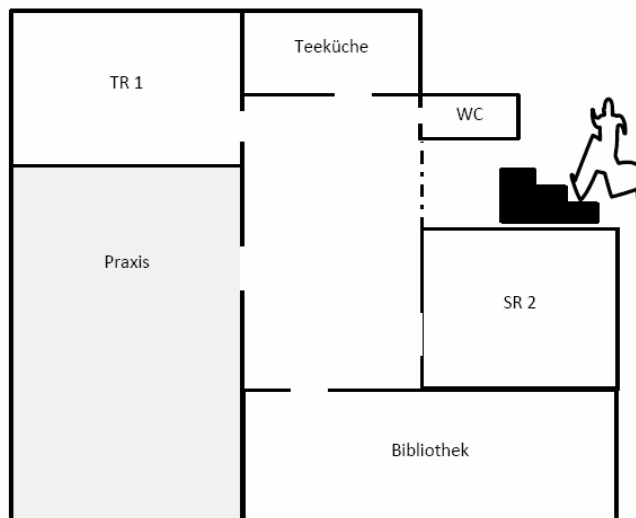 Teeküche
TR 1
WC
Praxis
SR 2
Bibliothek